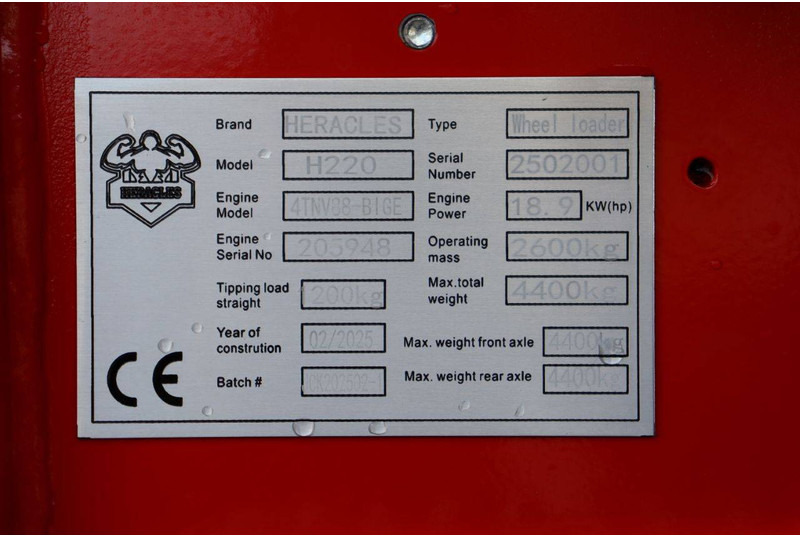 Brand HERACLES Type Wheel loader
HERACLES
Model H220 Serial Number 2502001
Engine Model 4TNV88-BIGE Engine Power 18.9 KW(hp)
Engine Serial No 203948 Operating mass 2600kg
Tipping load straight 1200kg Max.total weight 4400kg
Year of constrution 02/2025 Max. weight front axle 4400kg
CE
Batch # Max. weight rear axle 4400kg